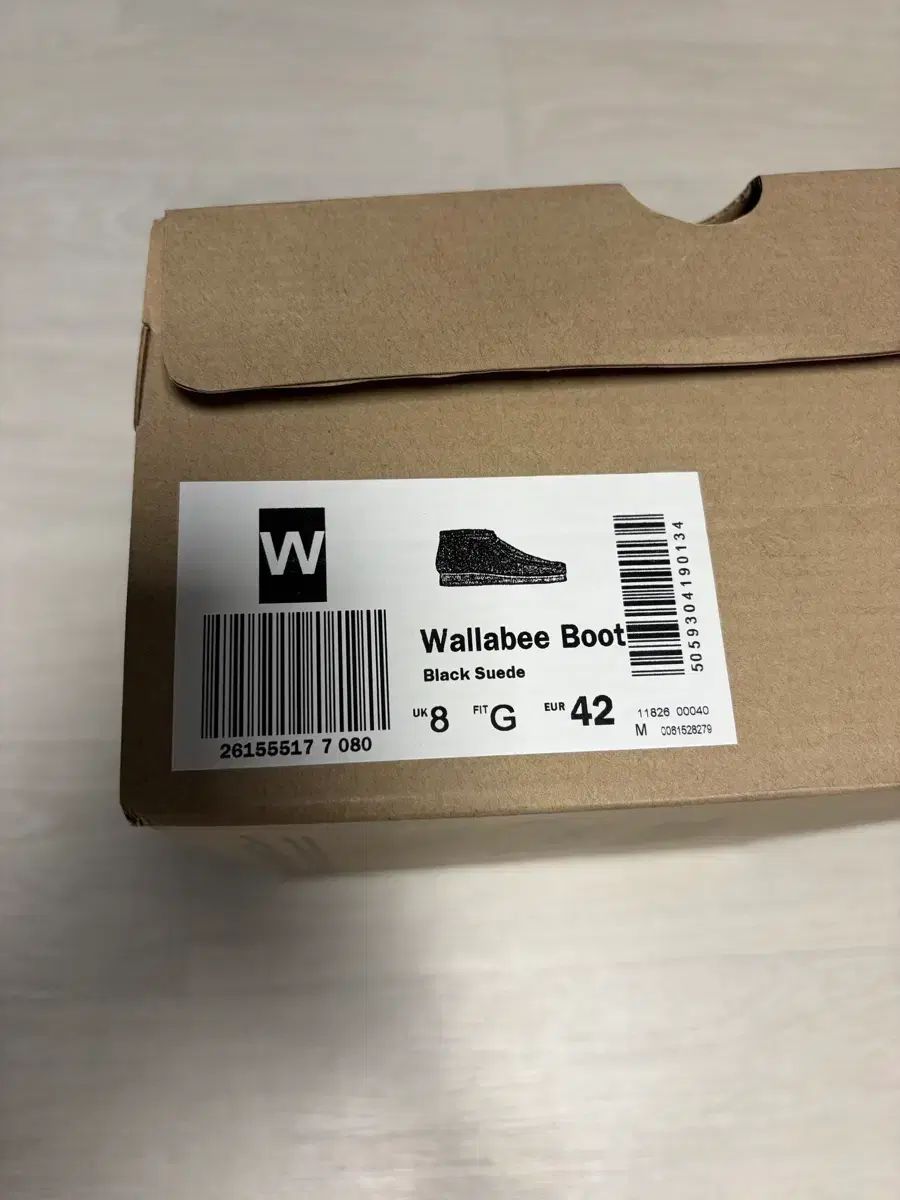 W
26155517 7 080
Wallabee Boot
Black Suede
UK 8 FIT G EUR 42
5059304190134
11826 00040
M 0081528279